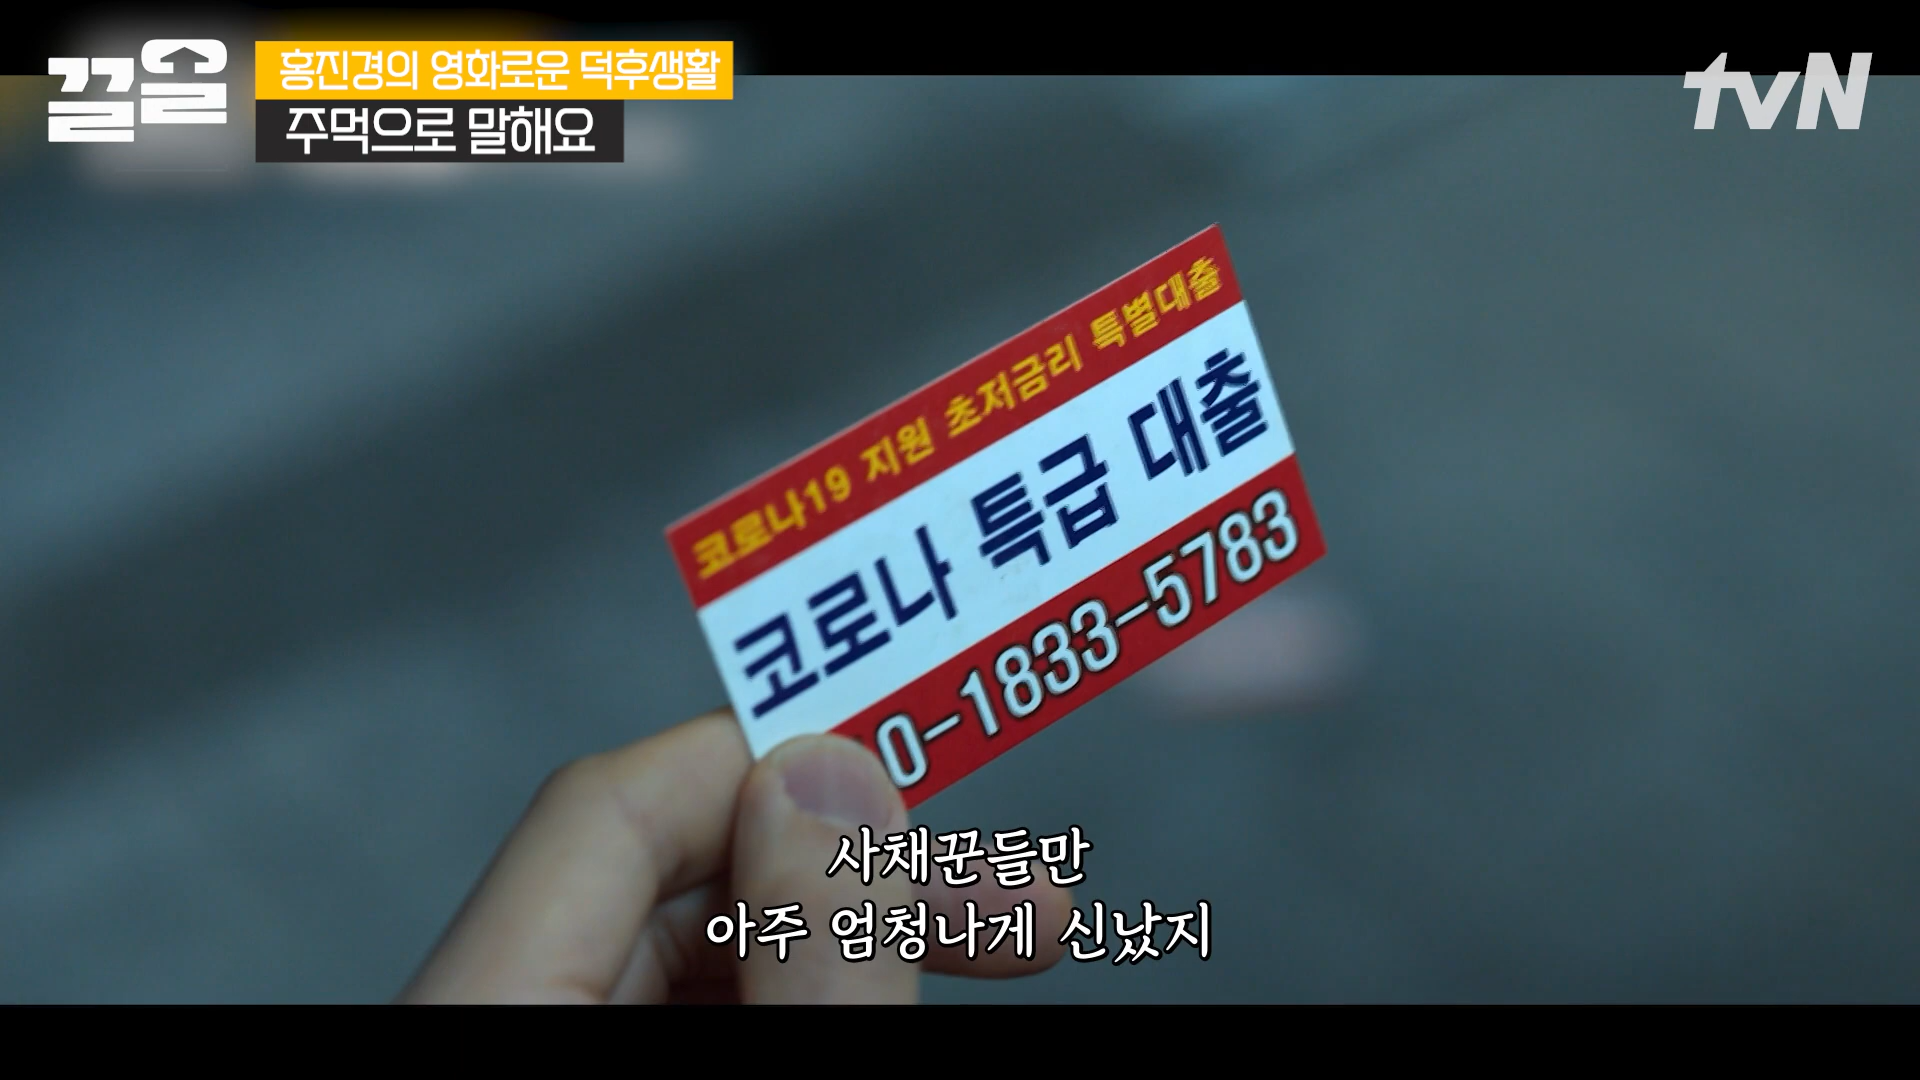 끌올
홍진경의 영화로운 덕후생활
주먹으로 말해요
tvN
코로나19 지원 초저금리 특별대출
코로나 특급 대출
0-1833-5783
사채꾼들만
아주 엄청나게 신났지